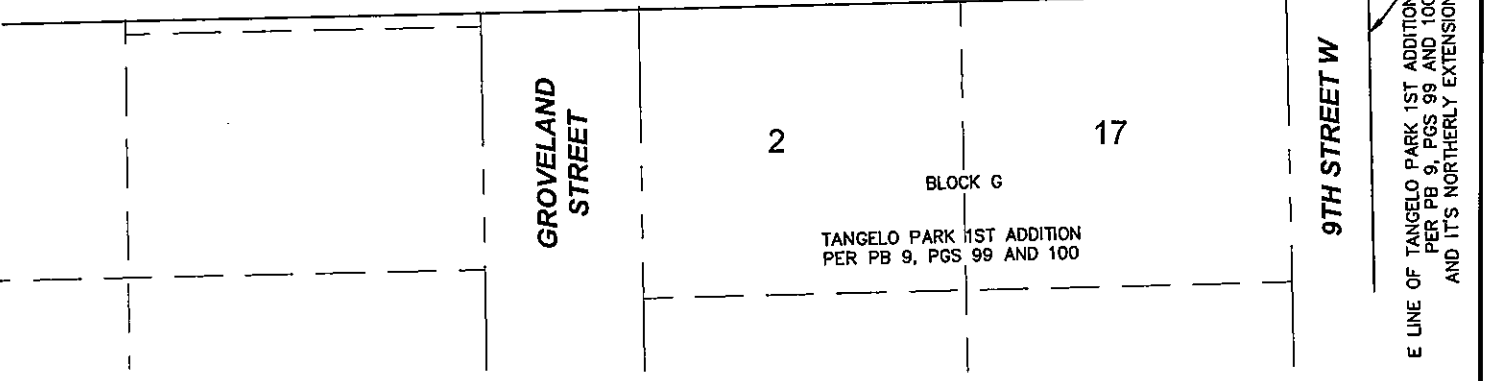 GROVELAND
STREET
2
17
BLOCK G
TANGELO PARK 1ST ADDITION
PER PB 9, PGS 99 AND 100
9TH STREET W
E LINE OF TANGELO PARK 1ST ADDITION
PER PB 9, PGS 99 AND 100
AND IT'S NORTHERLY EXTENSION